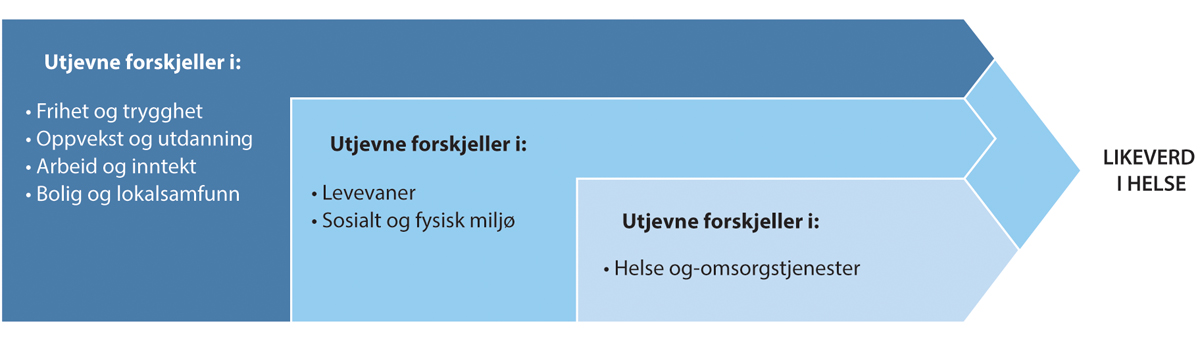 Utjevne forskjeller i:
• Frihet og trygghet
• Oppvekst og utdanning
• Arbeid og inntekt
• Bolig og lokalsamfunn
Utjevne forskjeller i:
• Levevaner
• Sosialt og fysisk miljø
Utjevne forskjeller i:
• Helse og-omsorgstjenester
LIKEVERD
I HELSE